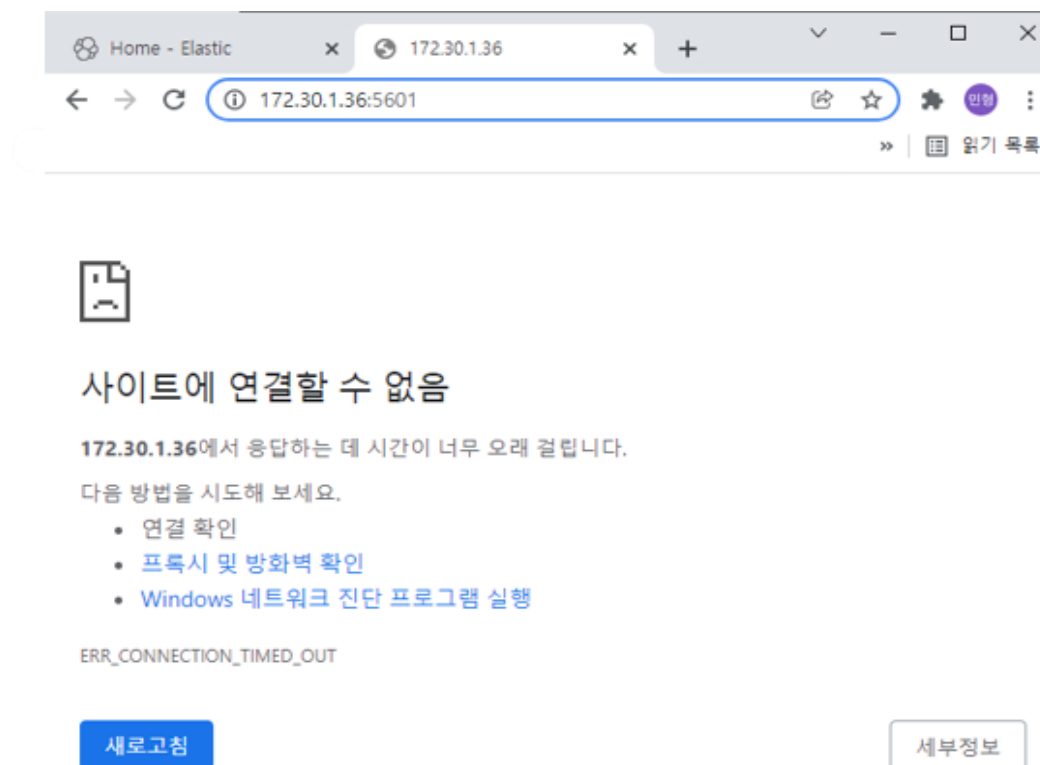 Home - Elastic
172.30.1.36
172.30.1.36:5601
민형
읽기 목록
사이트에 연결할 수 없음
172.30.1.36에서 응답하는 데 시간이 너무 오래 걸립니다.
다음 방법을 시도해 보세요.
연결 확인
프록시 및 방화벽 확인
Windows 네트워크 진단 프로그램 실행
ERR_CONNECTION_TIMED_OUT
새로고침
세부정보